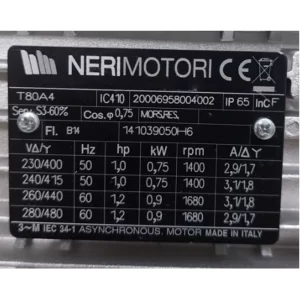 NERIMOTORI CE
T80A4 IC410 20006958004002 IP 65 InCF
Serv. S3-60% Cos.φ 0,75 MORS.FES.
Fl. B14 141039050H6
V∆/Y Hz hp kW rpm A/∆ Y
230/400 50 1,0 0,75 1400 2,9/1,7
240/415 50 1,0 0,75 1400 3,1/1,8
260/440 60 1,2 0,9 1680 3,1/1,8
280/480 60 1,2 0,9 1680 2,9/1,7
3~M IEC 34-1 ASYNCHRONOUS. MOTOR MADE IN ITALY